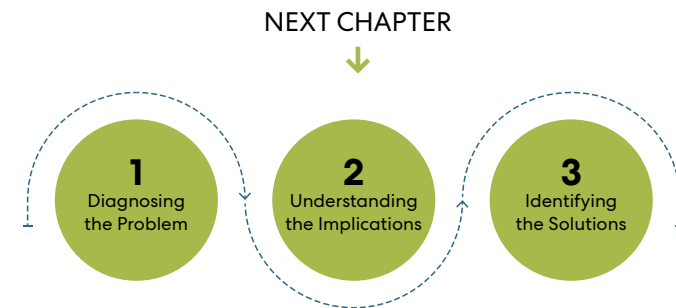 NEXT CHAPTER
1
Diagnosing
the Problem
2
Understanding
the Implications
3
Identifying
the Solutions